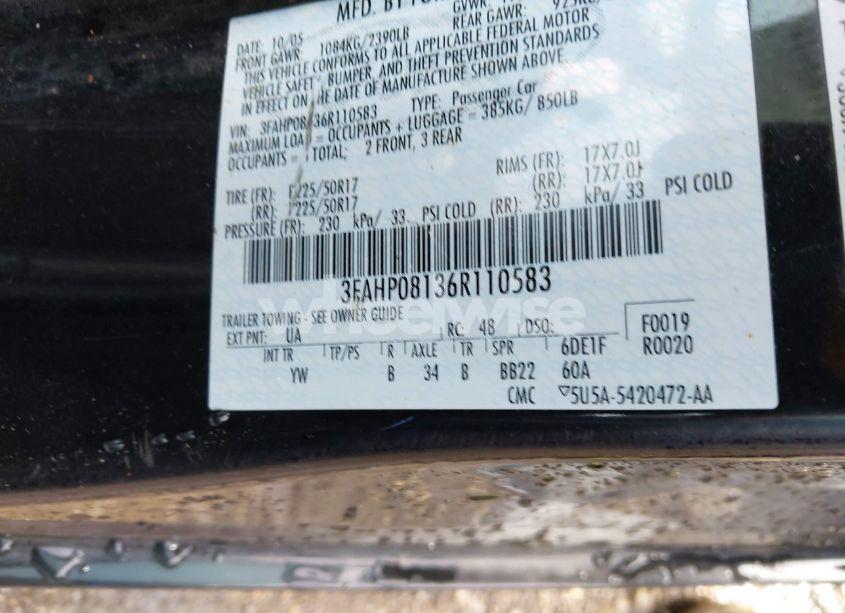 MFD. BY FOR
GVWR:
DATE: 10/05
REAR GAWR:
FRONT GAWR: 1084KG/2390LB
THIS VEHICLE CONFORMS TO ALL APPLICABLE FEDERAL MOTOR
VEHICLE SAFETY, BUMPER, AND THEFT PREVENTION STANDARDS
IN EFFECT ON THE DATE OF MANUFACTURE SHOWN ABOVE.
VIN: 3FAHP08136R110583 TYPE: Passenger Car
MAXIMUM LOAD = OCCUPANTS + LUGGAGE = 385KG/ 850LB
OCCUPANTS = TOTAL; 2 FRONT, 3 REAR
TIRE (FR): P225/50R17 RIMS (FR): 17X7.0J
(RR): P225/50R17 (RR): 17X7.0J
PRESSURE (FR): 230 kPa/ 33 PSI COLD (RR): 230 kPa/ 33 PSI COLD
3FAHP08136R110583
wheelwise
TRAILER TOWING - SEE OWNER GUIDE
EXT PNT: UA RC: 48 DSO: F0019
INT TR TP/PS R AXLE TR SPR 6DE1F R0020
YW B 34 B BB22 60A
CMC ▽5U5A-5420472-AA